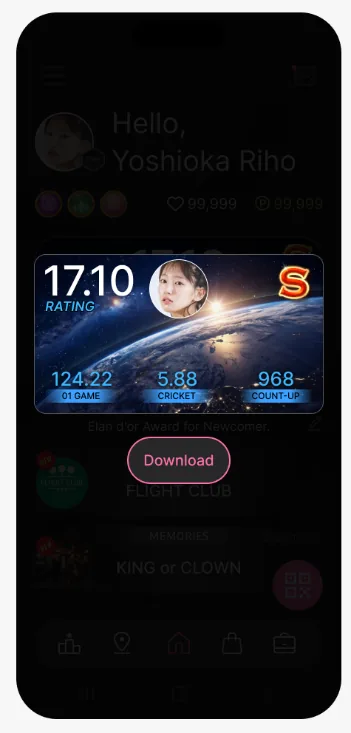 Hello,
Yoshioka Riho
99,999
99,999
17.10
RATING
S
124.22
5.88
968
01 GAME
CRICKET
COUNT-UP
Elan d'or Award for Newcomer.
Download
FLIGHT CLUB
MEMORIES
KING or CLOWN